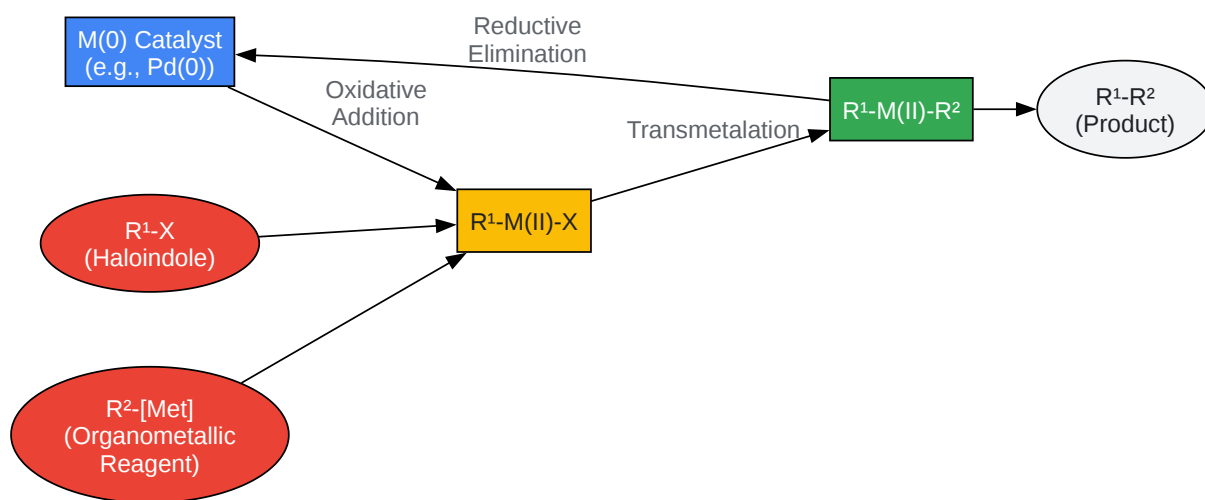 M(0) Catalyst
(e.g., Pd(0))
Reductive
Elimination
Oxidative
Addition
Transmetalation
R¹-M(II)-R²
R¹-R²
(Product)
R¹-X
(Haloindole)
R¹-M(II)-X
R²-[Met]
(Organometallic
Reagent)